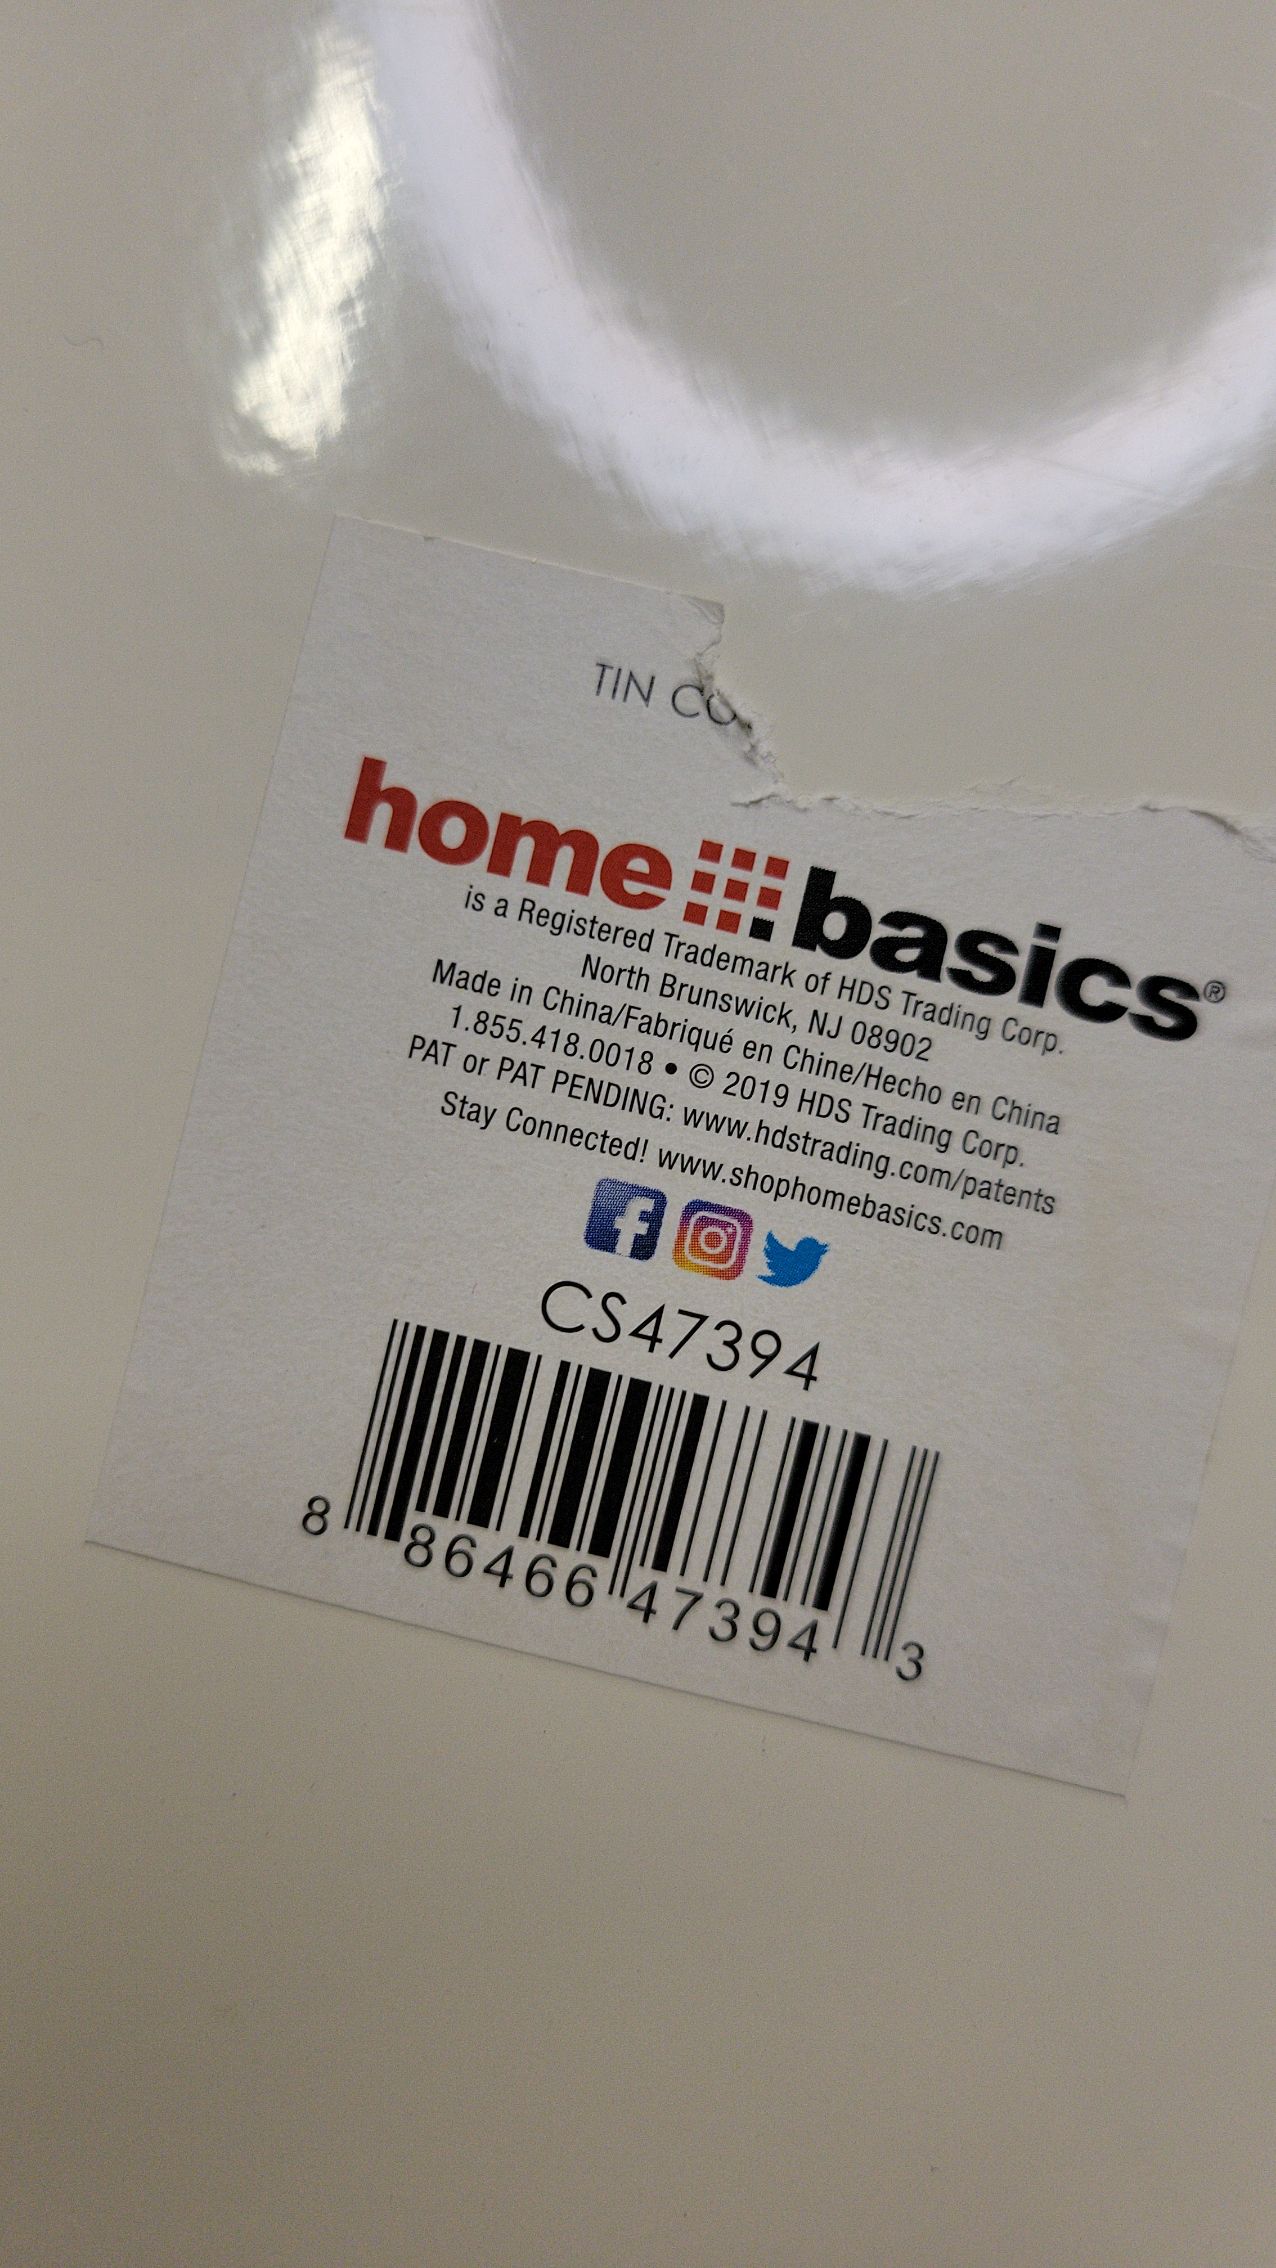 TIN
home basics®
is a Registered Trademark of HDS Trading Corp.
North Brunswick, NJ 08902
Made in China/Fabriqué en Chine/Hecho en China
1.855.418.0018 • © 2019 HDS Trading Corp.
PAT or PAT PENDING: www.hdstrading.com/patents
Stay Connected! www.shophomebasics.com
CS47394
8 86466 47394 3